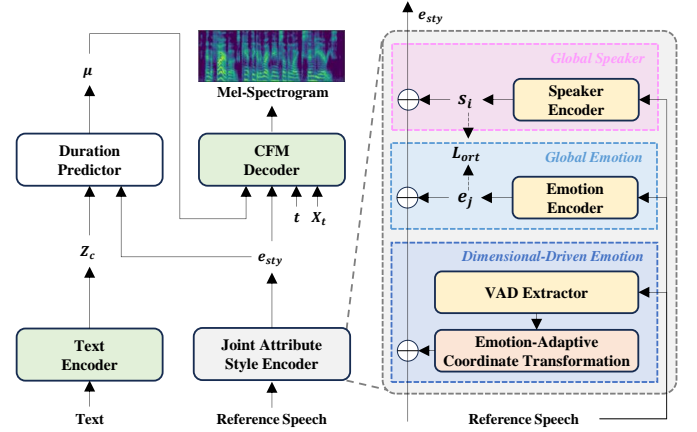 e_sty
Global Speaker
μ
Mel-Spectrogram
s_i
Speaker
Encoder
Duration
Predictor
CFM
Decoder
L_ort
Global Emotion
e_j
Emotion
Encoder
t
X_t
Z_c
e_sty
Dimensional-Driven Emotion
VAD Extractor
Text
Encoder
Joint Attribute
Style Encoder
Emotion-Adaptive
Coordinate Transformation
Text
Reference Speech
Reference Speech